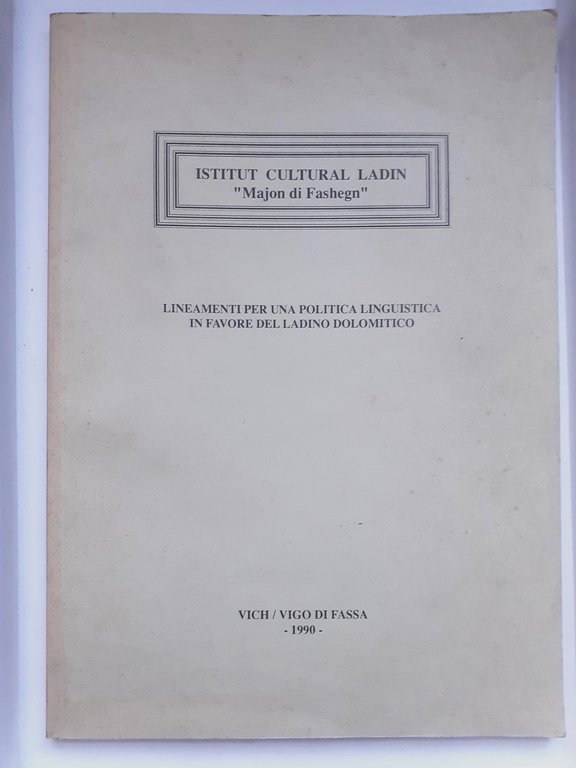 ISTITUT CULTURAL LADIN
"Majon di Fashegn"
LINEAMENTI PER UNA POLITICA LINGUISTICA
IN FAVORE DEL LADINO DOLOMITICO
VICH / VIGO DI FASSA
- 1990 -